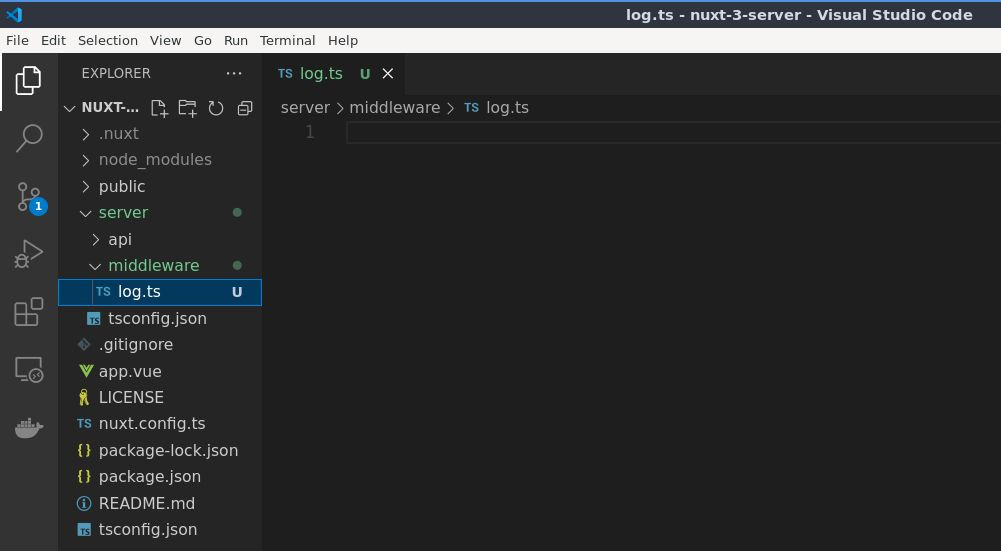 log.ts - nuxt-3-server - Visual Studio Code
File Edit Selection View Go Run Terminal Help
EXPLORER ···
TS log.ts U
NUXT-...
server > middleware > TS log.ts
1
.nuxt
node_modules
public
server
api
middleware
TS log.ts U
TS tsconfig.json
.gitignore
app.vue
LICENSE
TS nuxt.config.ts
{} package-lock.json
{} package.json
README.md
TS tsconfig.json
1